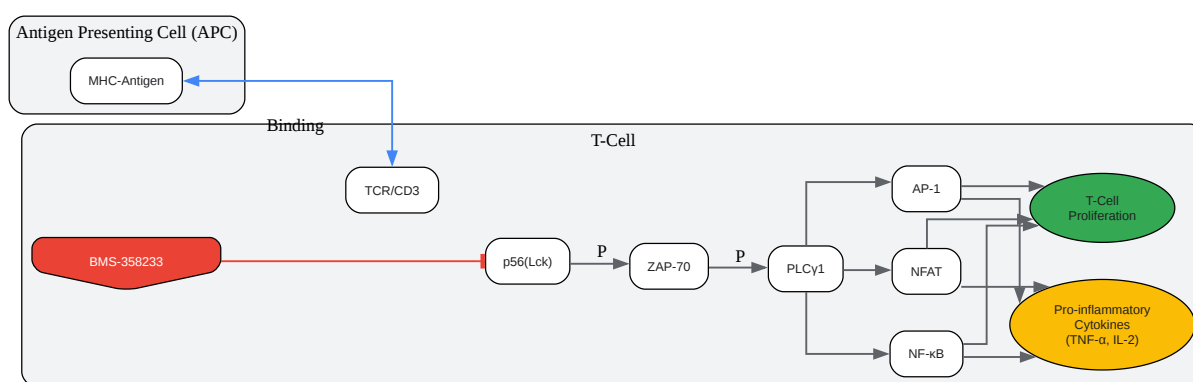 Antigen Presenting Cell (APC)
MHC-Antigen
Binding
T-Cell
TCR/CD3
BMS-358233
p56(Lck)
P
ZAP-70
P
PLCγ1
AP-1
NFAT
NF-κB
T-Cell
Proliferation
Pro-inflammatory
Cytokines
(TNF-α, IL-2)